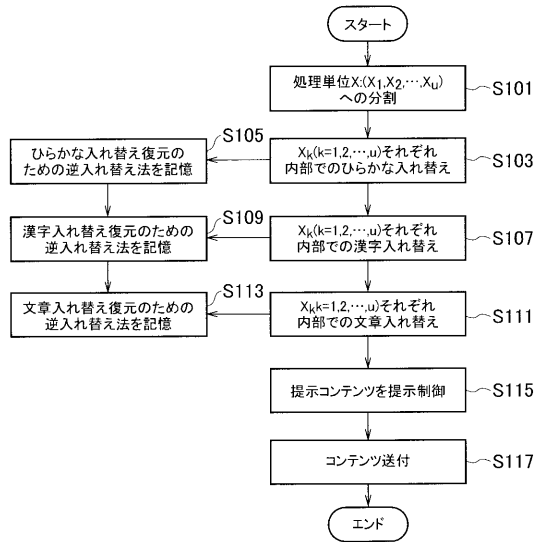 スタート
処理単位X:(X1,X2,…,Xu)
への分割
S101
S105
ひらかな入れ替え復元の
ための逆入れ替え法を記憶
Xk(k=1,2,…,u)それぞれ
内部でのひらかな入れ替え
S103
S109
漢字入れ替え復元のための
逆入れ替え法を記憶
Xk(k=1,2,…,u)それぞれ
内部での漢字入れ替え
S107
S113
文章入れ替え復元のための
逆入れ替え法を記憶
Xkk=1,2,…,u)それぞれ
内部での文章入れ替え
S111
提示コンテンツを提示制御
S115
コンテンツ送付
S117
エンド